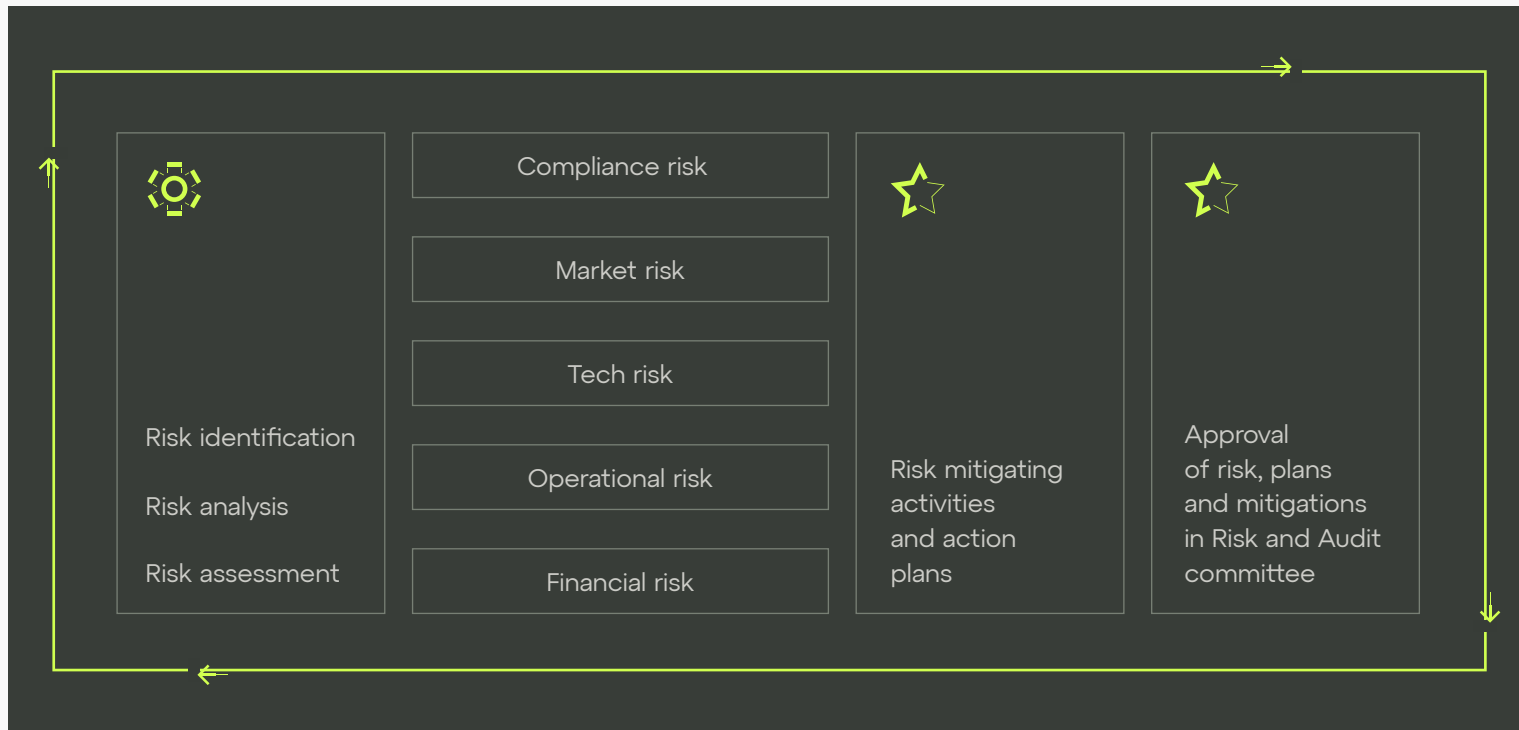 Risk identification
Risk analysis
Risk assessment
Compliance risk
Market risk
Tech risk
Operational risk
Financial risk
Risk mitigating
activities
and action
plans
Approval
of risk, plans
and mitigations
in Risk and Audit
committee